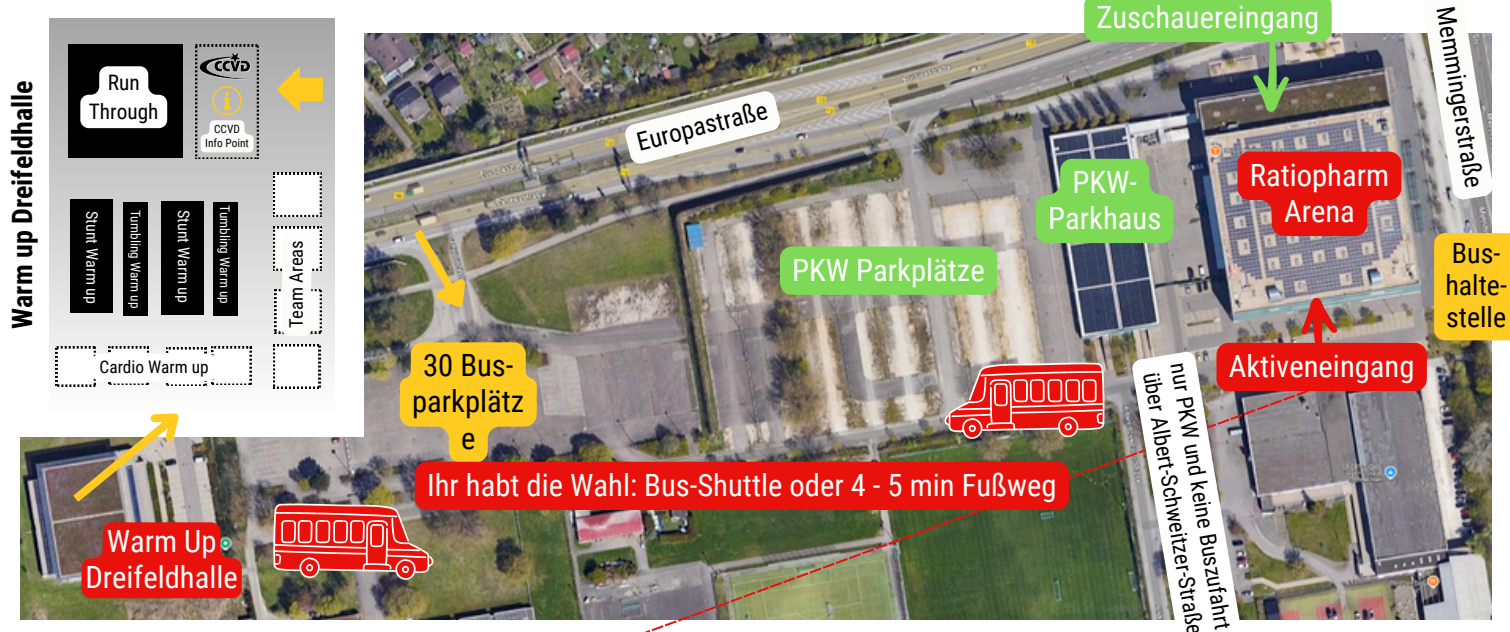 Warm up Dreifeldhalle
Run
Through
CCVD
i
CCVD
Info Point
Stunt Warm up
Tumbling Warm up
Stunt Warm up
Tumbling Warm up
Team Areas
Cardio Warm up
Zuschauereingang
Memmingerstraße
Europastraße
PKW-
Parkhaus
Ratiopharm
Arena
PKW Parkplätze
Bus-
halte-
stelle
30 Bus-
parkplätz
e
Aktiveneingang
nur PKW und keine Buszufahrt
über Albert-Schweitzer-Straße
Ihr habt die Wahl: Bus-Shuttle oder 4 - 5 min Fußweg
Warm Up
Dreifeldhalle